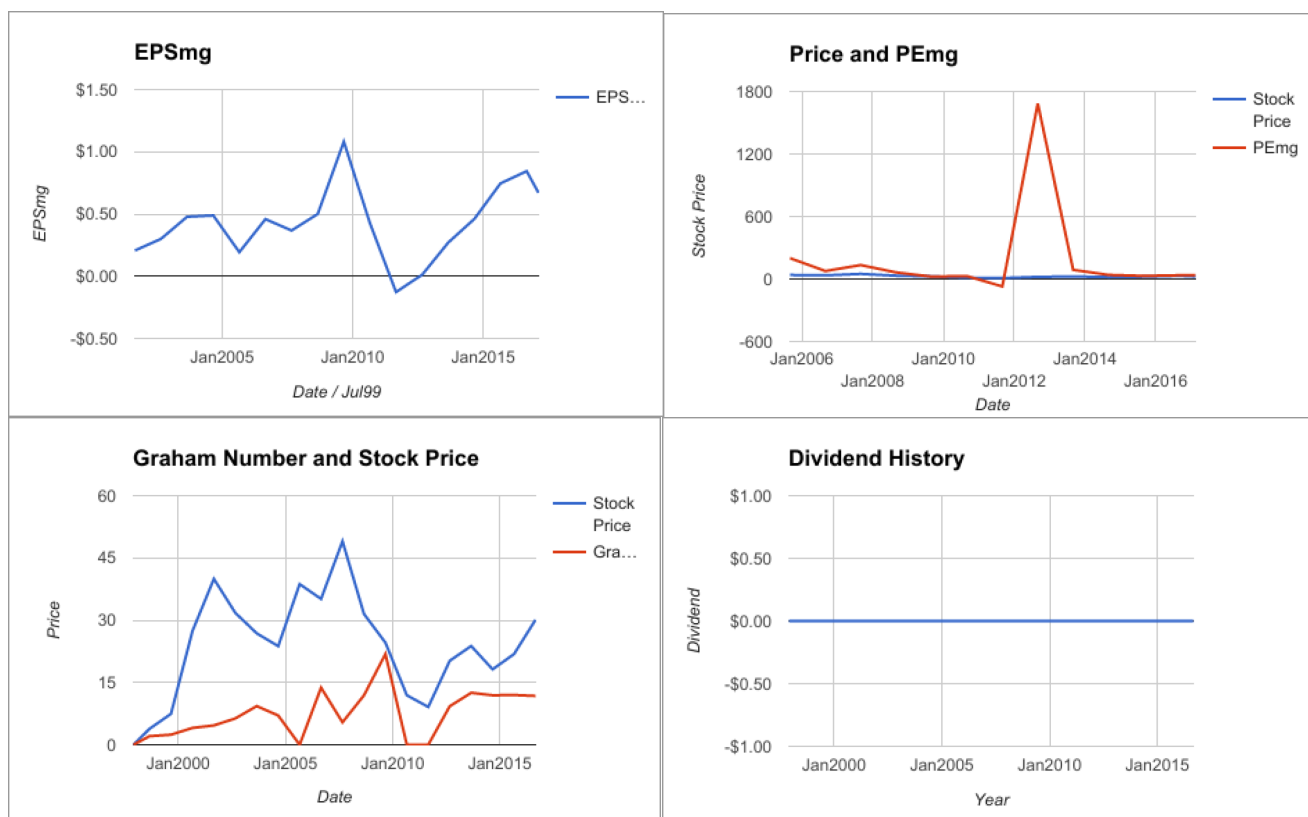 EPSmg
$1.50
$1.00
$0.50
$0.00
-$0.50
EPSmg
Jan2005
Jan2010
Jan2015
Date / Jul99
EPS…
Price and PEmg
1800
1200
600
0
-600
Stock Price
Jan2006
Jan2008
Jan2010
Jan2012
Jan2014
Jan2016
Date
Stock
Price
PEmg
Graham Number and Stock Price
60
45
30
15
0
Price
Jan2000
Jan2005
Jan2010
Jan2015
Date
Stock
Price
Gra…
Dividend History
$1.00
$0.50
$0.00
-$0.50
-$1.00
Dividend
Jan2000
Jan2005
Jan2010
Jan2015
Year